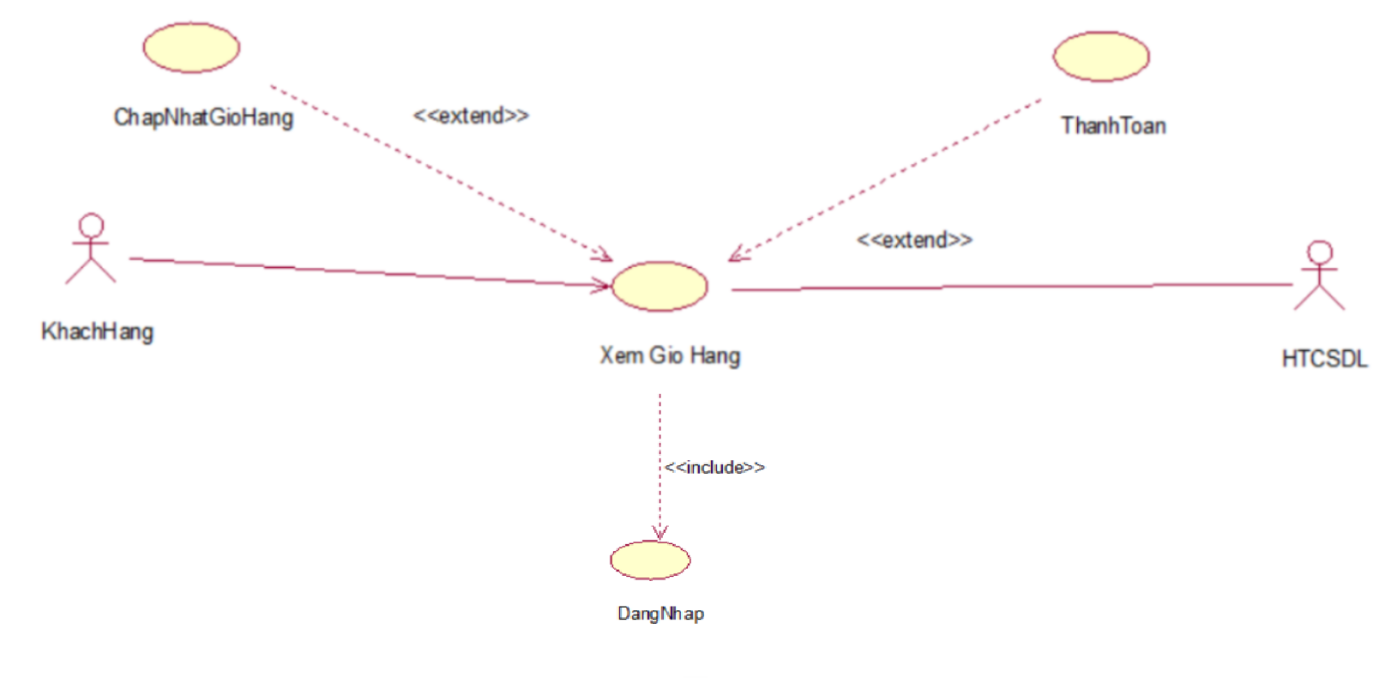 ChapNhatGioHang
<<extend>>
ThanhToan
<<extend>>
KhachHang
Xem Gio Hang
HTCSDL
<<include>>
DangNhap